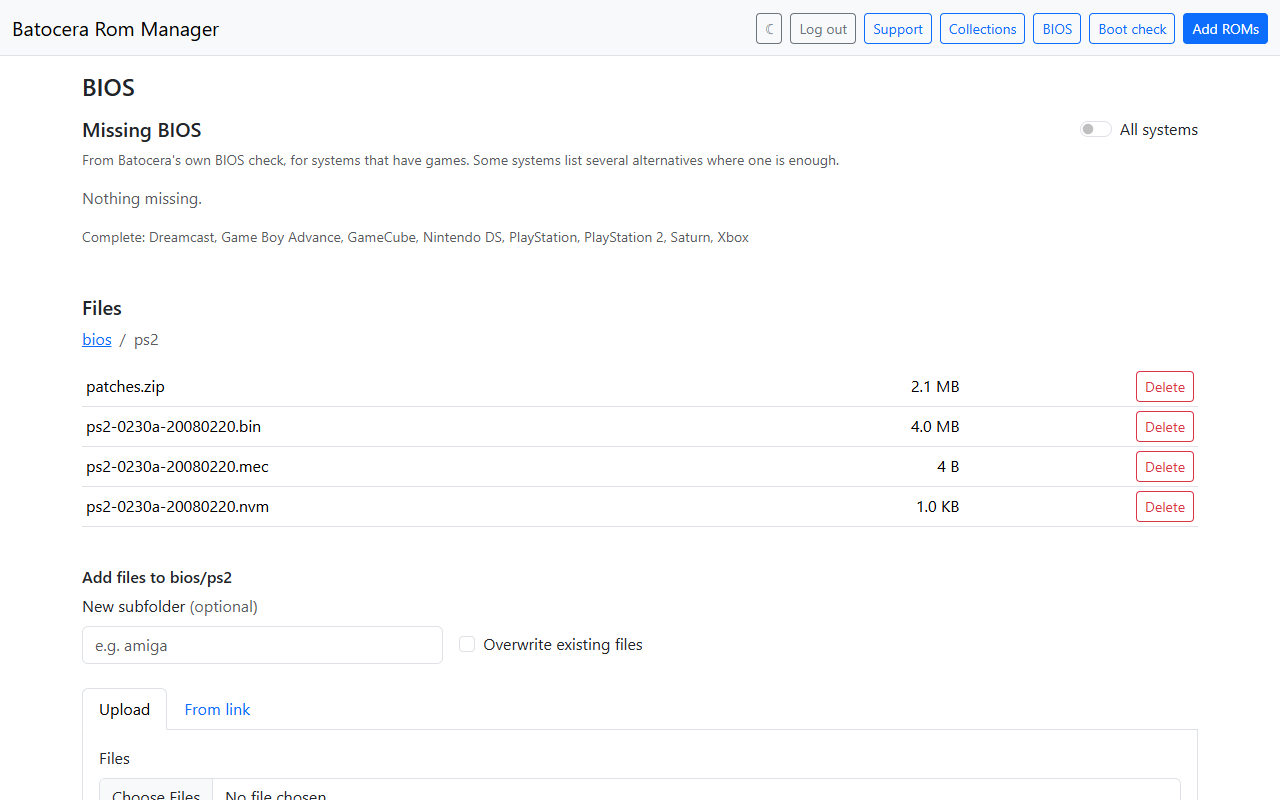 Batocera Rom Manager
☾ Log out Support Collections BIOS Boot check Add ROMs
BIOS
Missing BIOS All systems
From Batocera's own BIOS check, for systems that have games. Some systems list several alternatives where one is enough.
Nothing missing.
Complete: Dreamcast, Game Boy Advance, GameCube, Nintendo DS, PlayStation, PlayStation 2, Saturn, Xbox
Files
bios / ps2
patches.zip 2.1 MB Delete
ps2-0230a-20080220.bin 4.0 MB Delete
ps2-0230a-20080220.mec 4 B Delete
ps2-0230a-20080220.nvm 1.0 KB Delete
Add files to bios/ps2
New subfolder (optional)
e.g. amiga Overwrite existing files
Upload From link
Files
Choose Files No file chosen